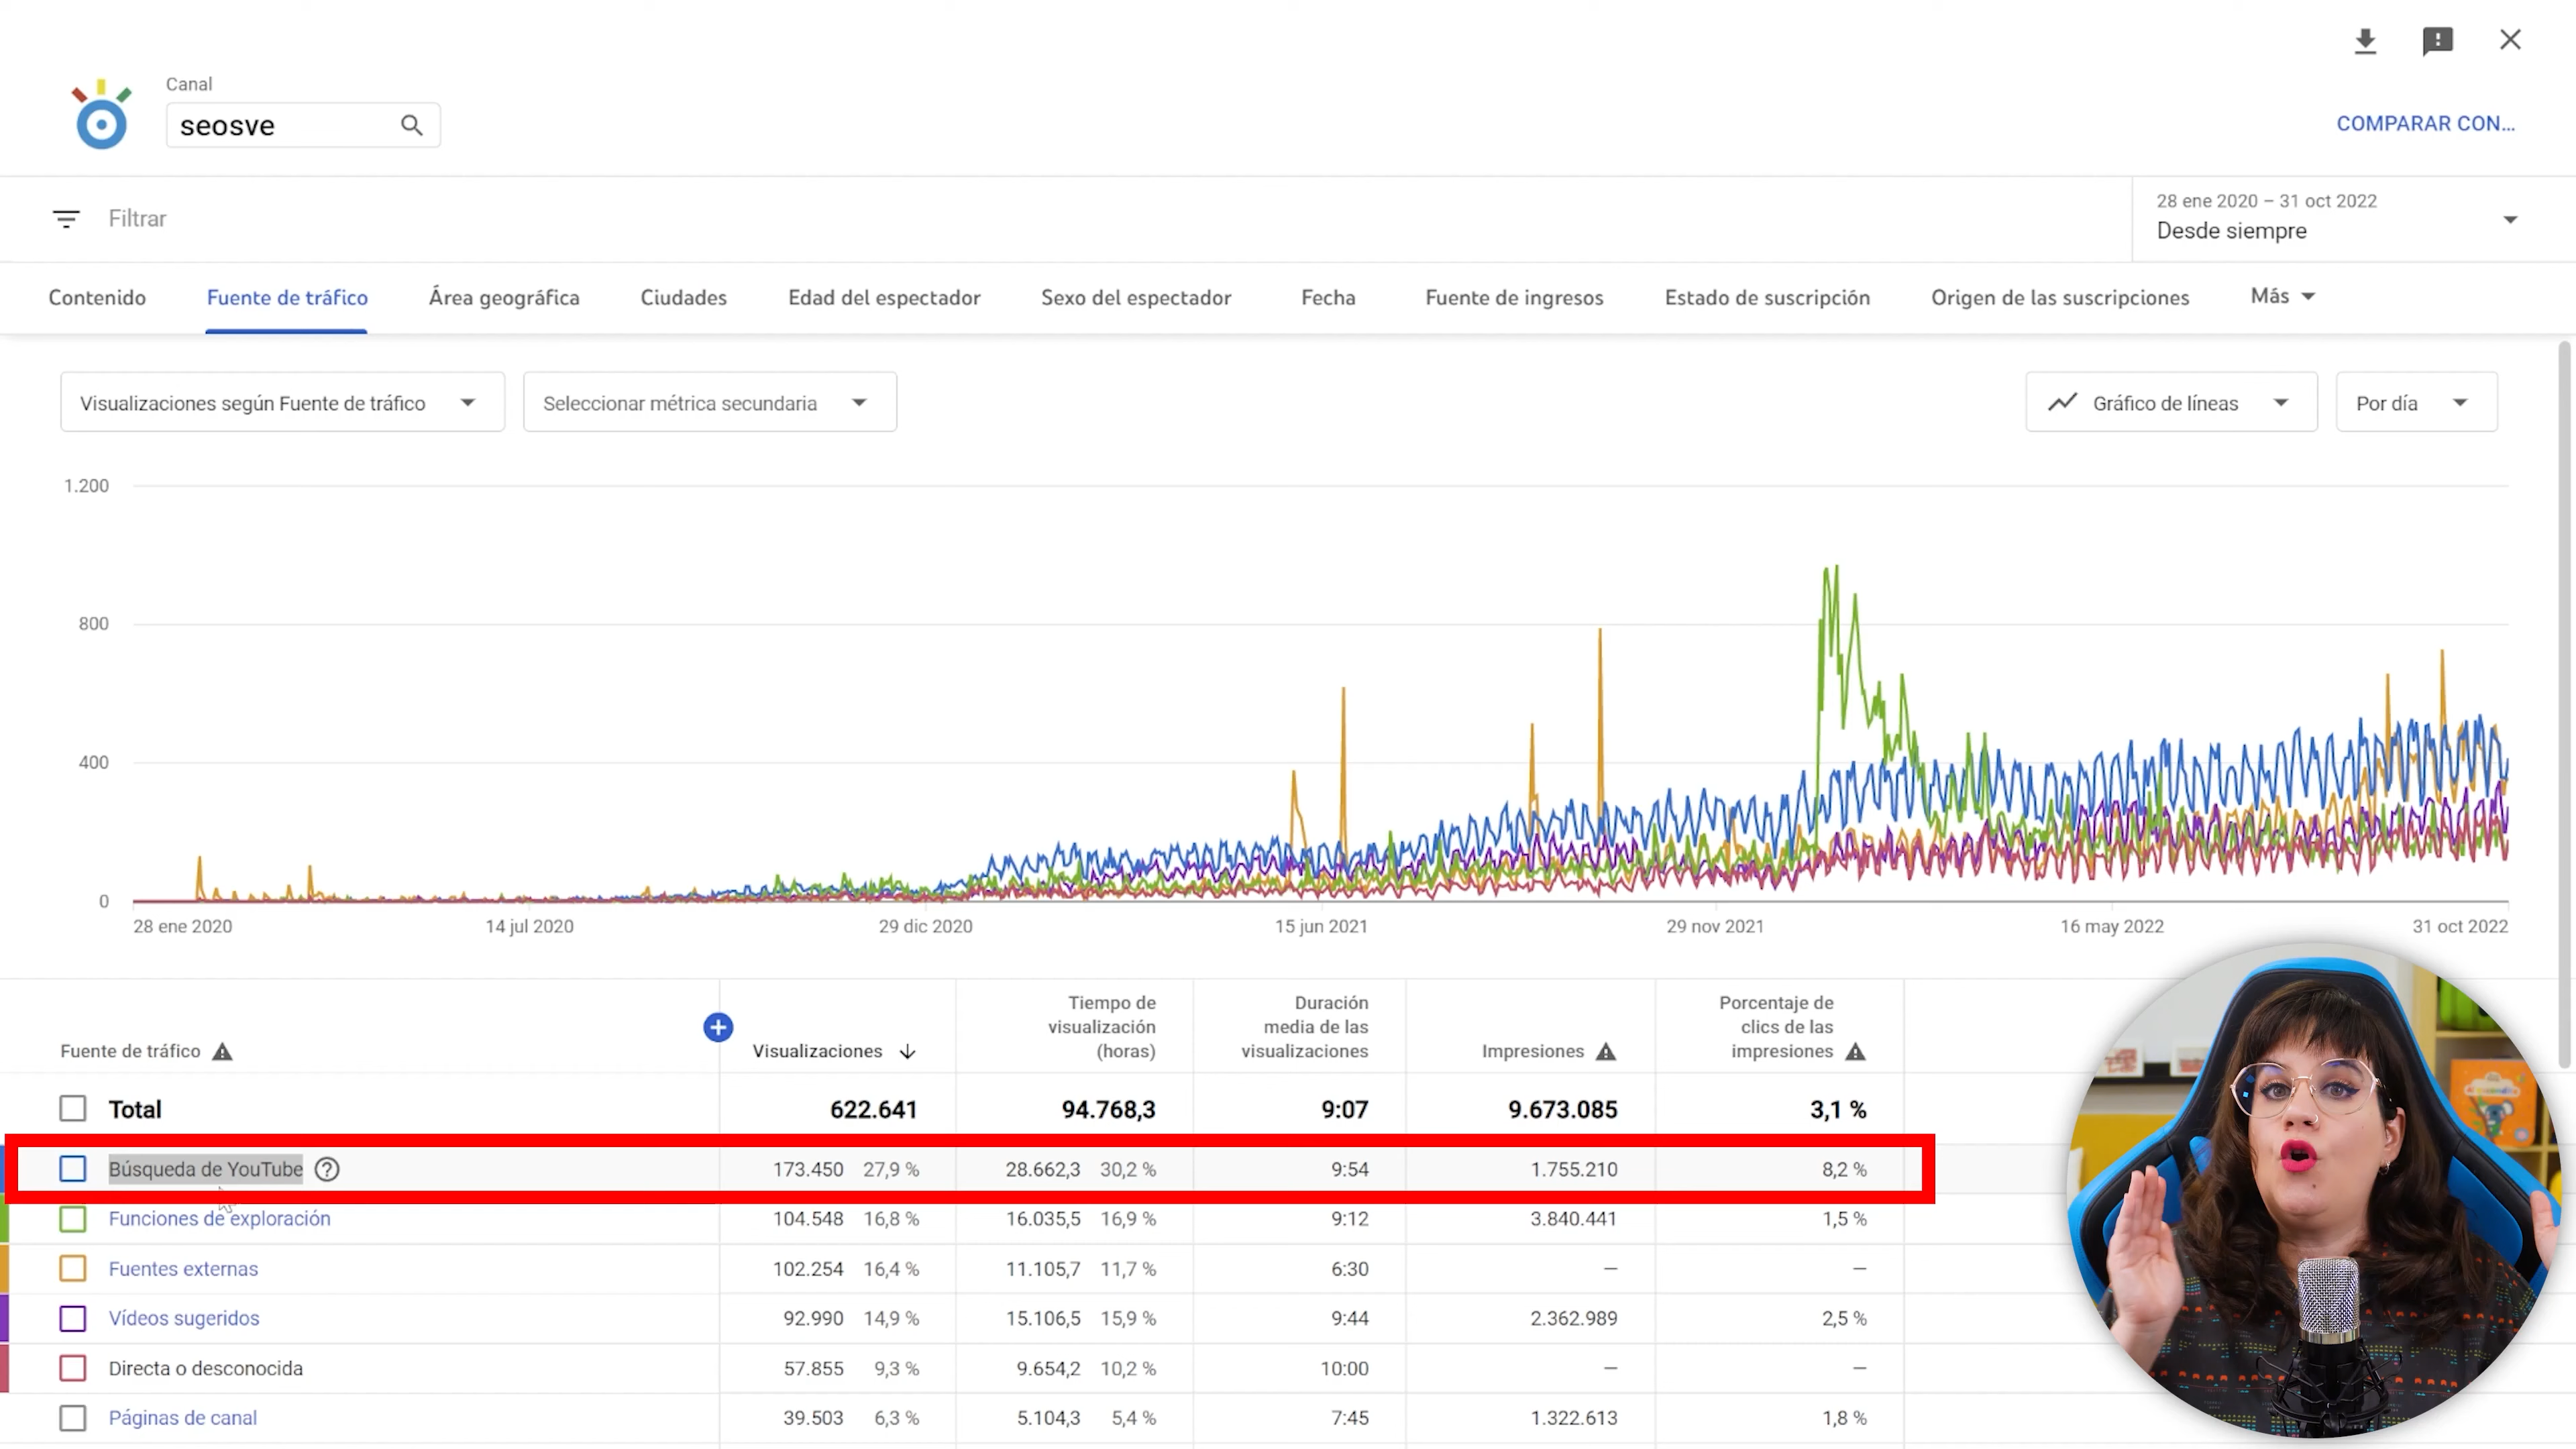 Canal
seosve
COMPARAR CON...
Filtrar
28 ene 2020 – 31 oct 2022
Desde siempre
Contenido Fuente de tráfico Área geográfica Ciudades Edad del espectador Sexo del espectador Fecha Fuente de ingresos Estado de suscripción Origen de las suscripciones Más
Visualizaciones según Fuente de tráfico Seleccionar métrica secundaria Gráfico de líneas Por día
1.200
800
400
0
28 ene 2020 14 jul 2020 29 dic 2020 15 jun 2021 29 nov 2021 16 may 2022 31 oct 2022
Fuente de tráfico
Visualizaciones
Tiempo de
visualización
(horas)
Duración
media de las
visualizaciones
Impresiones
Porcentaje de
clics de las
impresiones
Total 622.641 94.768,3 9:07 9.673.085 3,1 %
Búsqueda de YouTube 173.450 27,9 % 28.662,3 30,2 % 9:54 1.755.210 8,2 %
Funciones de exploración 104.548 16,8 % 16.035,5 16,9 % 9:12 3.840.441 1,5 %
Fuentes externas 102.254 16,4 % 11.105,7 11,7 % 6:30 — —
Vídeos sugeridos 92.990 14,9 % 15.106,5 15,9 % 9:44 2.362.989 2,5 %
Directa o desconocida 57.855 9,3 % 9.654,2 10,2 % 10:00 — —
Páginas de canal 39.503 6,3 % 5.104,3 5,4 % 7:45 1.322.613 1,8 %